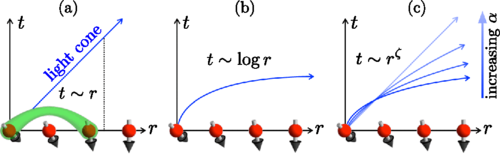 (a)
t
light cone
t ∼ r
r
(b)
t
t ∼ log r
r
(c)
t
t ∼ r^ζ
increasing α
r